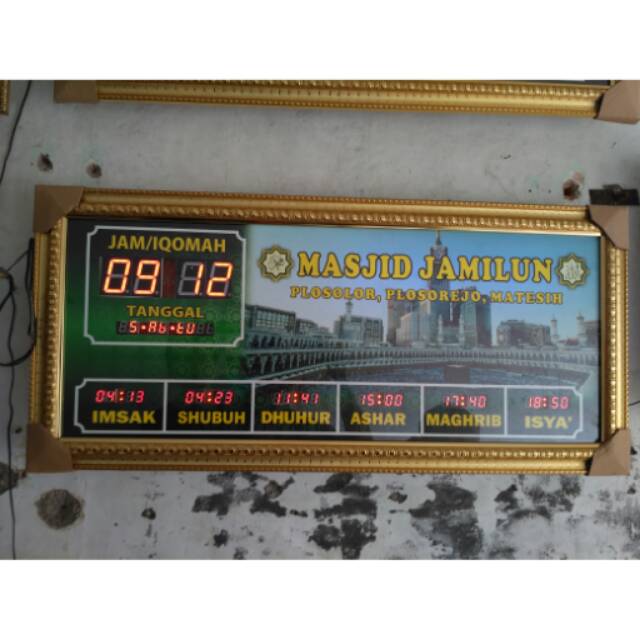 JAM/IQOMAH
09 12
TANGGAL
MASJID JAMILUN
PLOSOLOR, PLOSOREJO, MATESIH
04:13 04:23 11:41 15:00 17:40 18:50
IMSAK SHUBUH DHUHUR ASHAR MAGHRIB ISYA'